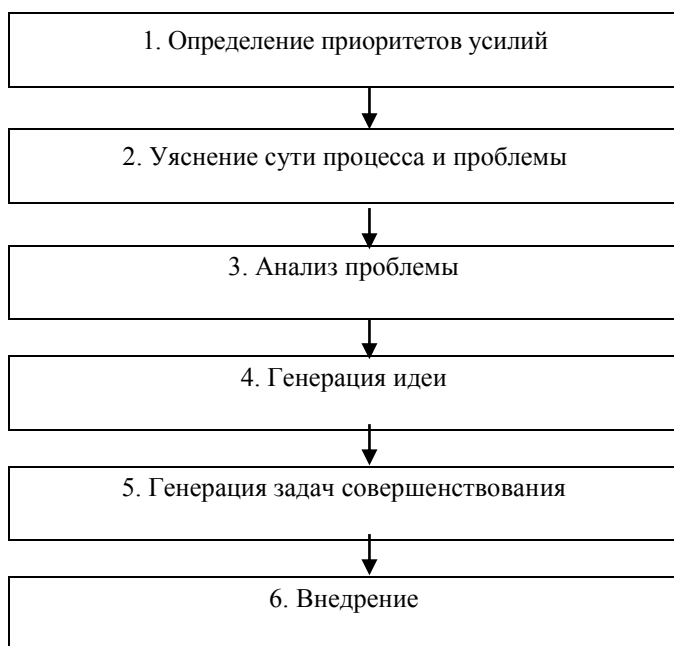 1. Определение приоритетов усилий
2. Уяснение сути процесса и проблемы
3. Анализ проблемы
4. Генерация идеи
5. Генерация задач совершенствования
6. Внедрение